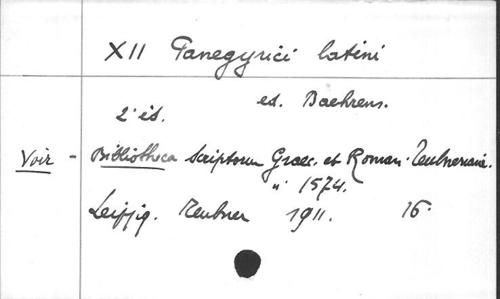 XII Panegyrici latini
ed. Baehrens.
2e éd.
Voir - Bibliotheca Scriptorum Graec. et Roman. Teubneriana.
n° 1574.
Leipzig. Teubner 1911. 16°